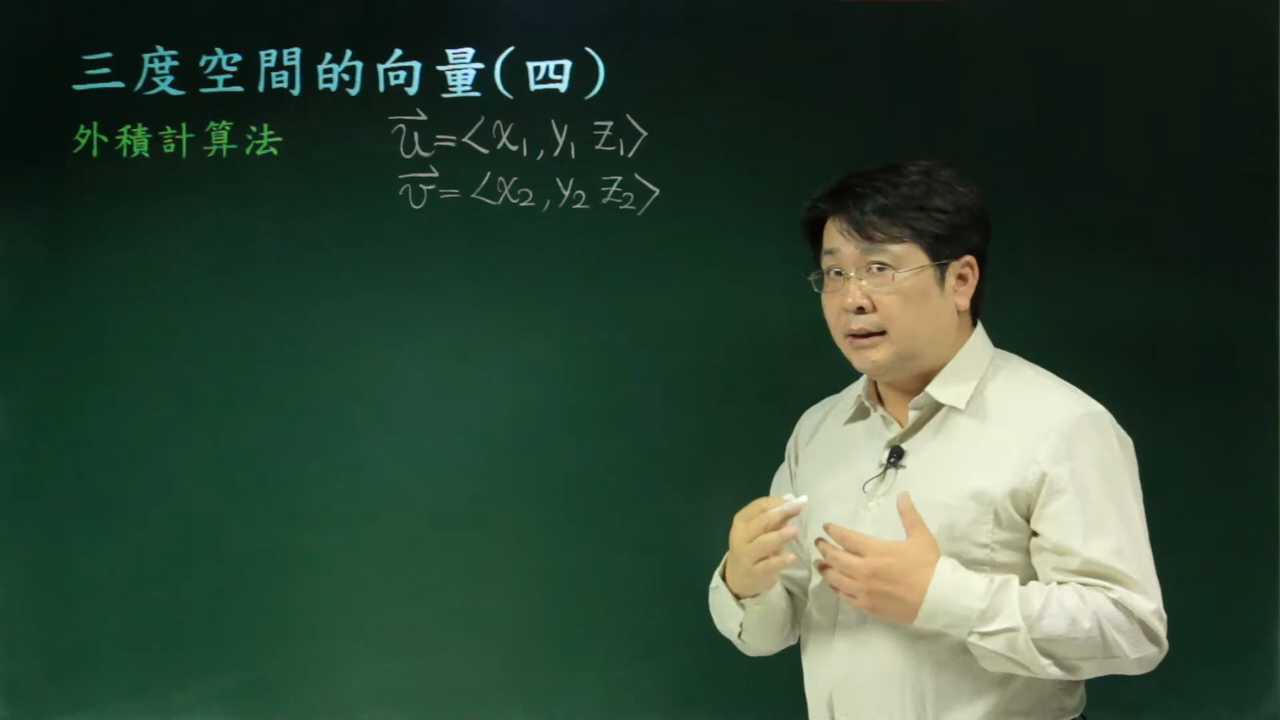 三度空間的向量(四)
外積計算法
u⃗=<x₁,y₁ z₁>
v⃗=<x₂,y₂ z₂>